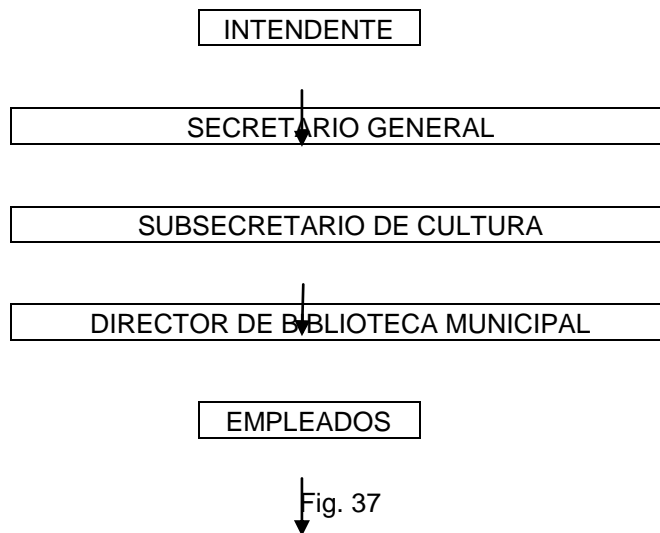 INTENDENTE
SECRETARIO GENERAL
SUBSECRETARIO DE CULTURA
DIRECTOR DE BIBLIOTECA MUNICIPAL
EMPLEADOS
Fig. 37